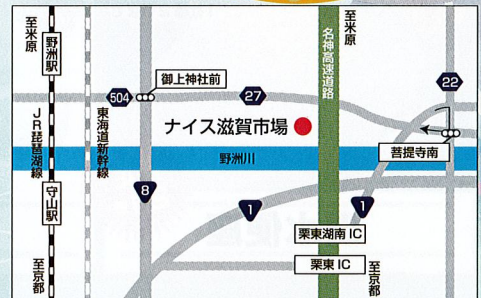 至米原
至米原
野洲駅
名神高速道路
御上神社前
504
27
22
JR琵琶湖線
東海道新幹線
ナイス滋賀市場
菩提寺南
野洲川
守山駅
8
1
1
栗東湖南IC
栗東IC
至京都
至京都